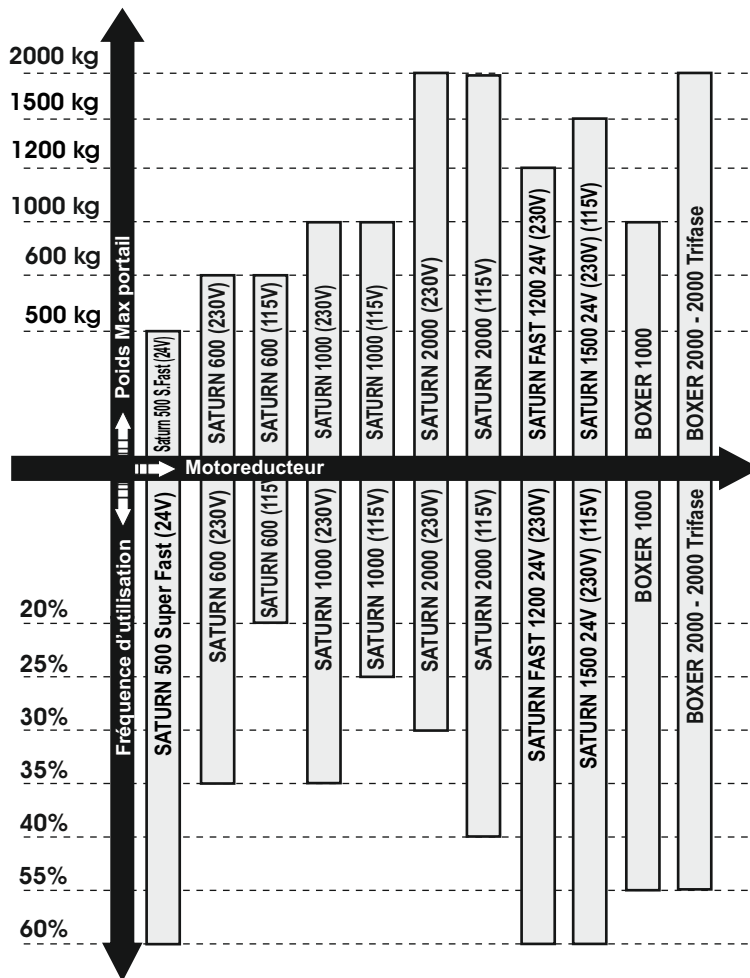 2000 kg
1500 kg
1200 kg
1000 kg
600 kg
500 kg
Poids Max portail
Saturn 500 S.Fast (24V)
SATURN 600 (230V)
SATURN 600 (115V)
SATURN 1000 (230V)
SATURN 1000 (115V)
SATURN 2000 (230V)
SATURN 2000 (115V)
SATURN FAST 1200 24V (230V)
SATURN 1500 24V (230V) (115V)
BOXER 1000
BOXER 2000 - 2000 Trifase
Motoreducteur
Fréquence d'utilisation
SATURN 500 Super Fast (24V)
SATURN 600 (230V)
SATURN 600 (115V)
SATURN 1000 (230V)
SATURN 1000 (115V)
SATURN 2000 (230V)
SATURN 2000 (115V)
SATURN FAST 1200 24V (230V)
SATURN 1500 24V (230V) (115V)
BOXER 1000
BOXER 2000 - 2000 Trifase
20%
25%
30%
35%
40%
55%
60%